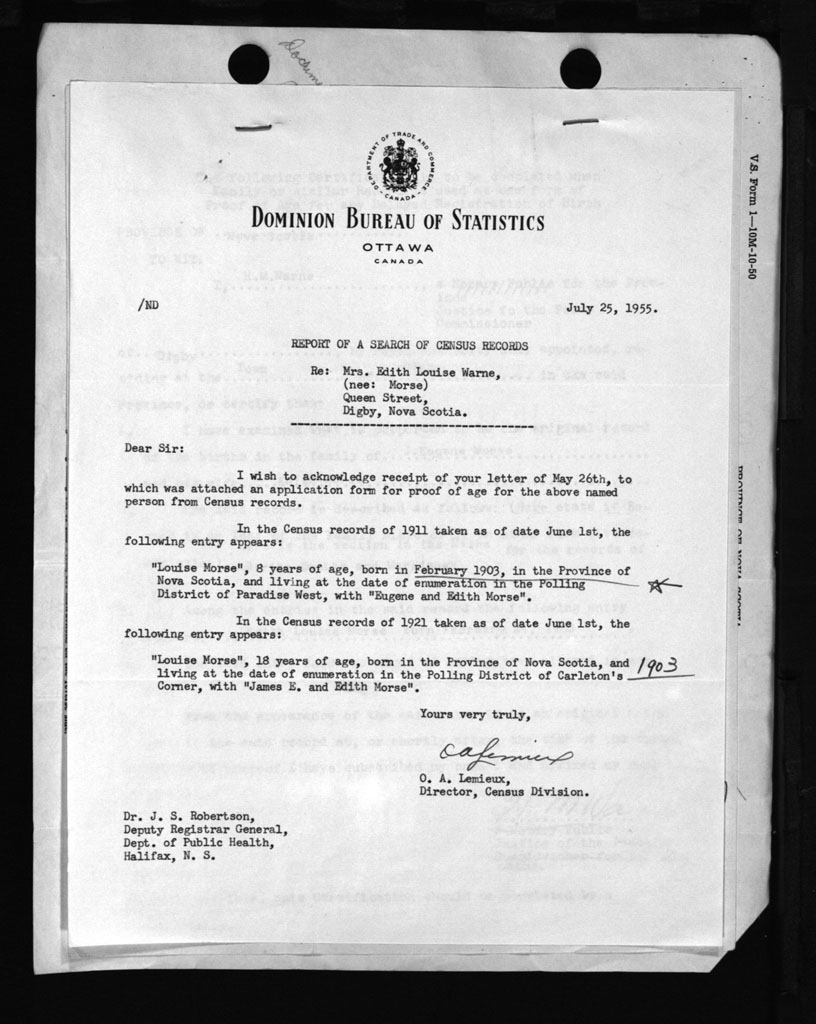 DEPARTMENT OF TRADE AND COMMERCE
CANADA
DOMINION BUREAU OF STATISTICS
OTTAWA
CANADA
V.S. Form 1—10M-10-50
/ND
July 25, 1955.
REPORT OF A SEARCH OF CENSUS RECORDS
Re: Mrs. Edith Louise Warne,
(nee: Morse)
Queen Street,
Digby, Nova Scotia.
Dear Sir:
I wish to acknowledge receipt of your letter of May 26th, to
which was attached an application form for proof of age for the above named
person from Census records.
In the Census records of 1911 taken as of date June 1st, the
following entry appears:
"Louise Morse", 8 years of age, born in February 1903, in the Province of
Nova Scotia, and living at the date of enumeration in the Polling
District of Paradise West, with "Eugene and Edith Morse".
In the Census records of 1921 taken as of date June 1st, the
following entry appears:
"Louise Morse", 18 years of age, born in the Province of Nova Scotia, and 1903
living at the date of enumeration in the Polling District of Carleton's
Corner, with "James E. and Edith Morse".
Yours very truly,
O. A. Lemieux,
Director, Census Division.
Dr. J. S. Robertson,
Deputy Registrar General,
Dept. of Public Health,
Halifax, N. S.